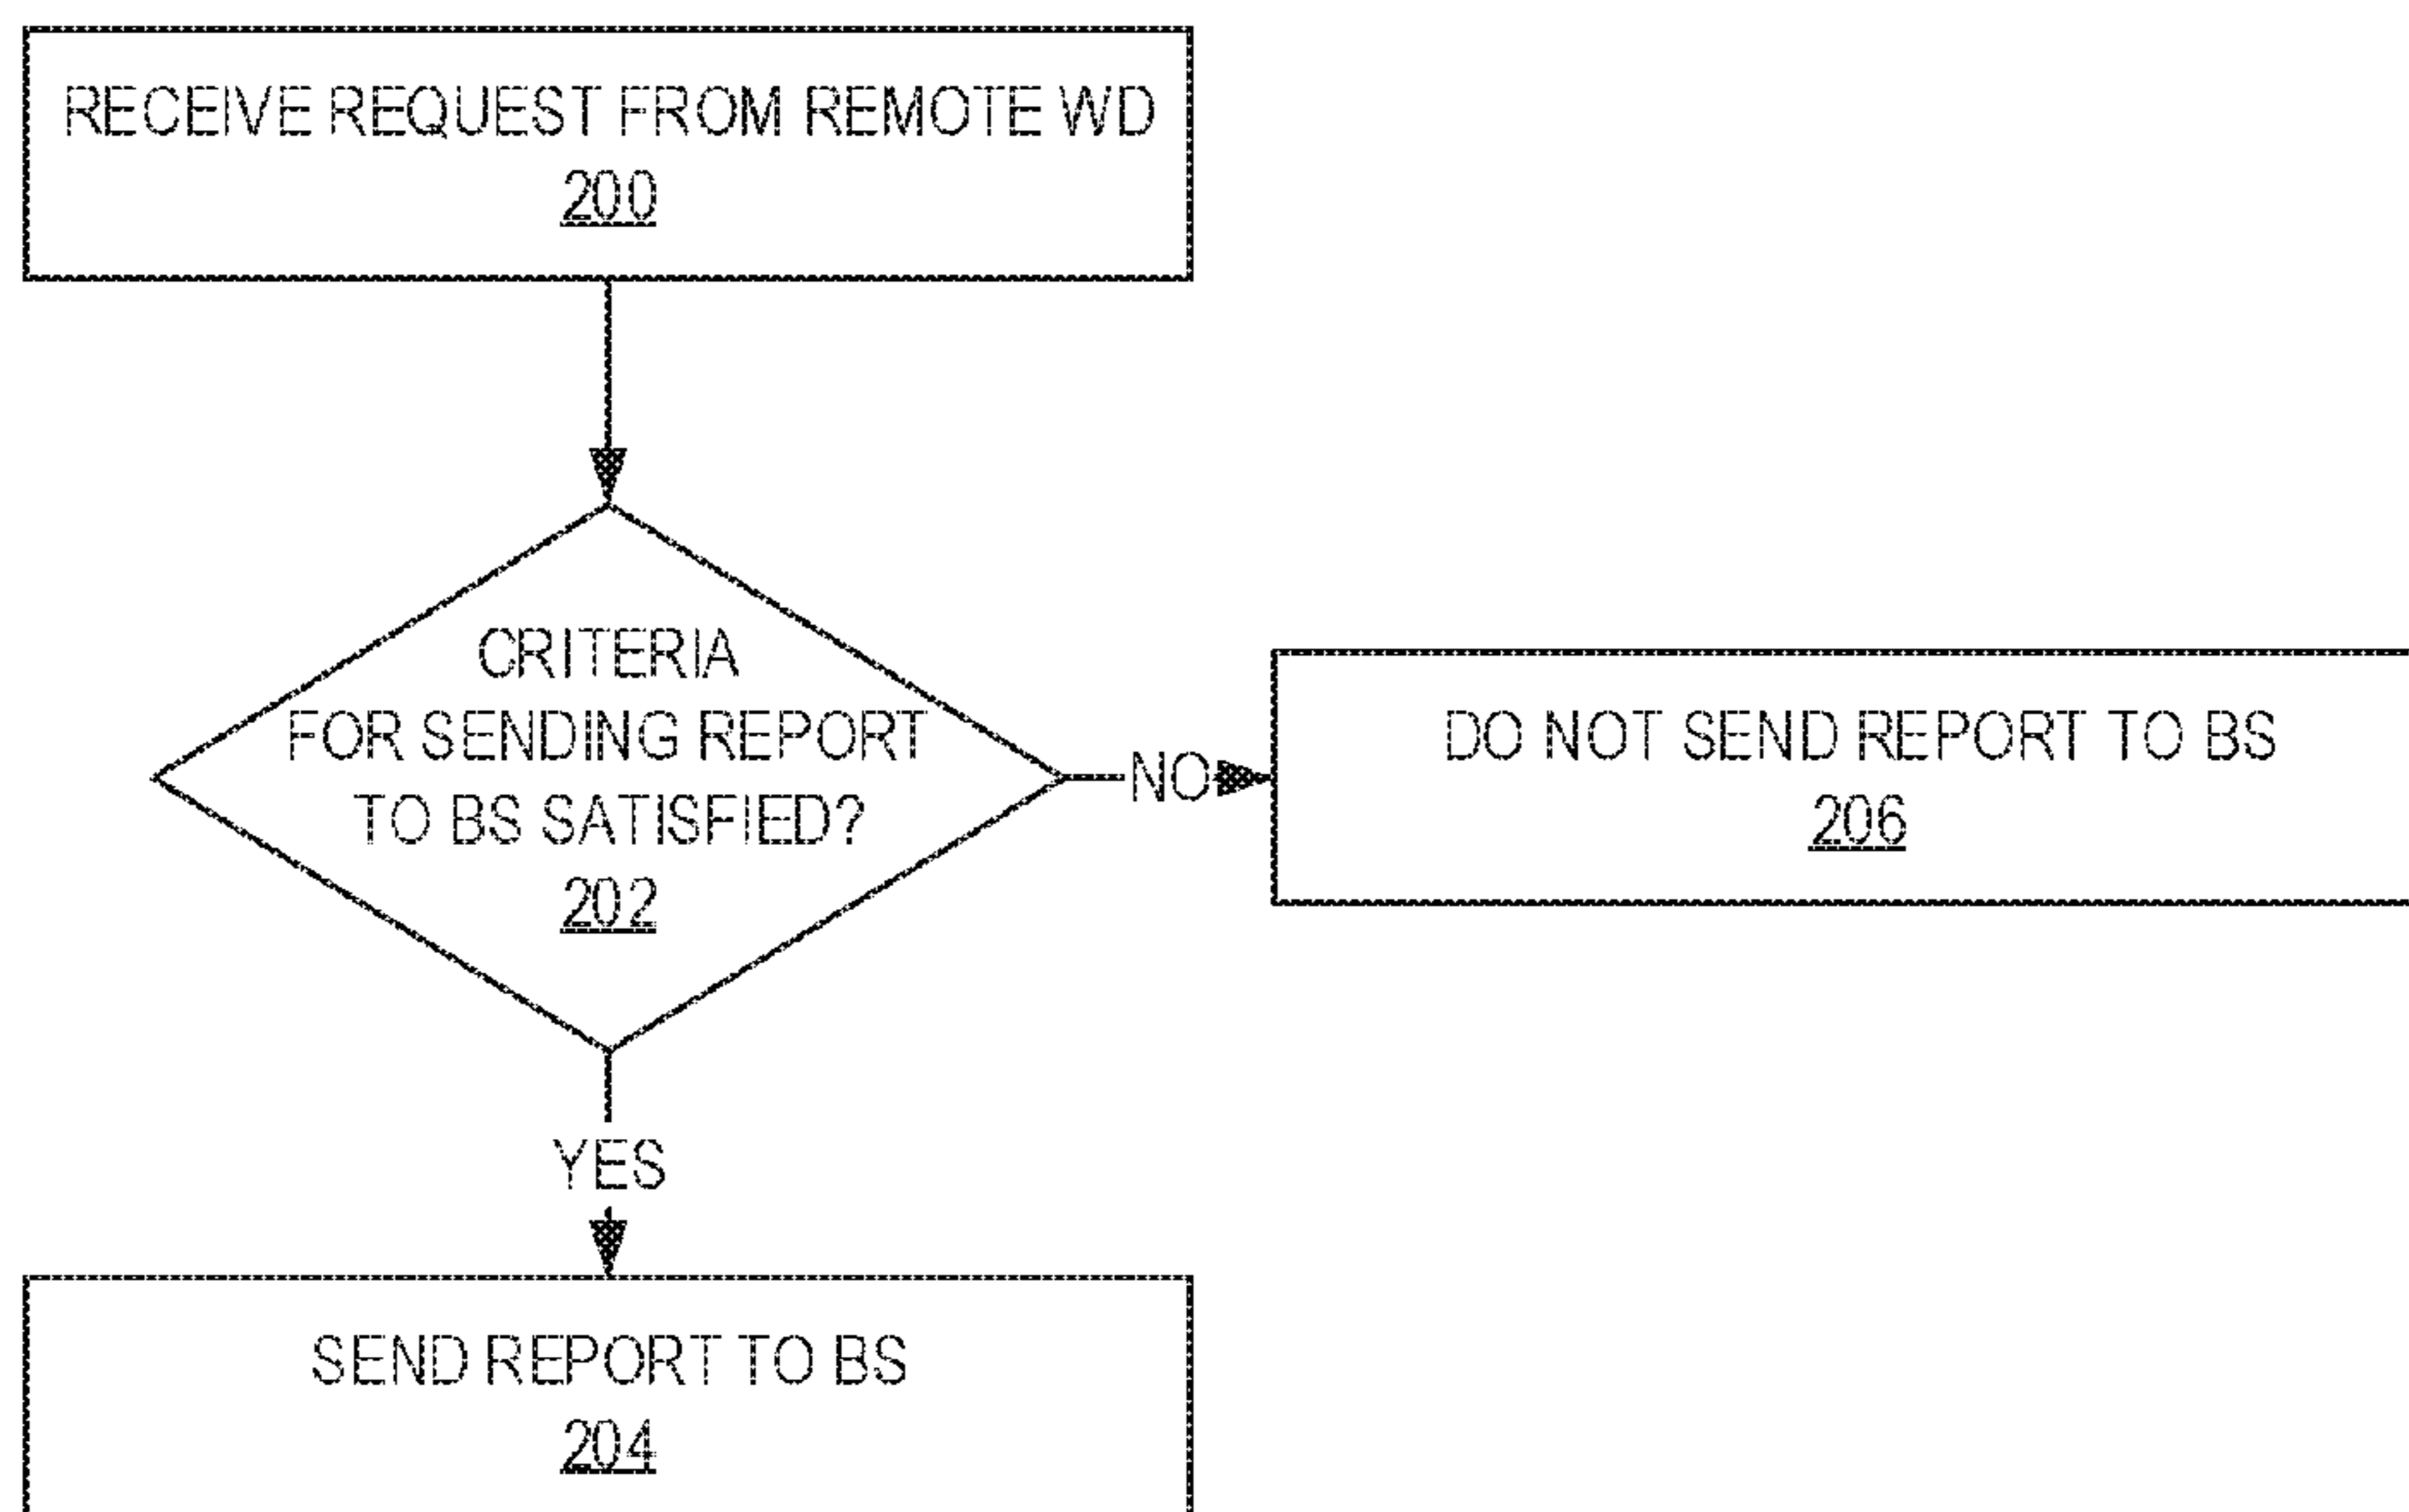 RECEIVE REQUEST FROM REMOTE WD
200
CRITERIA
FOR SENDING REPORT
TO BS SATISFIED?
202
NO
DO NOT SEND REPORT TO BS
206
YES
SEND REPORT TO BS
204